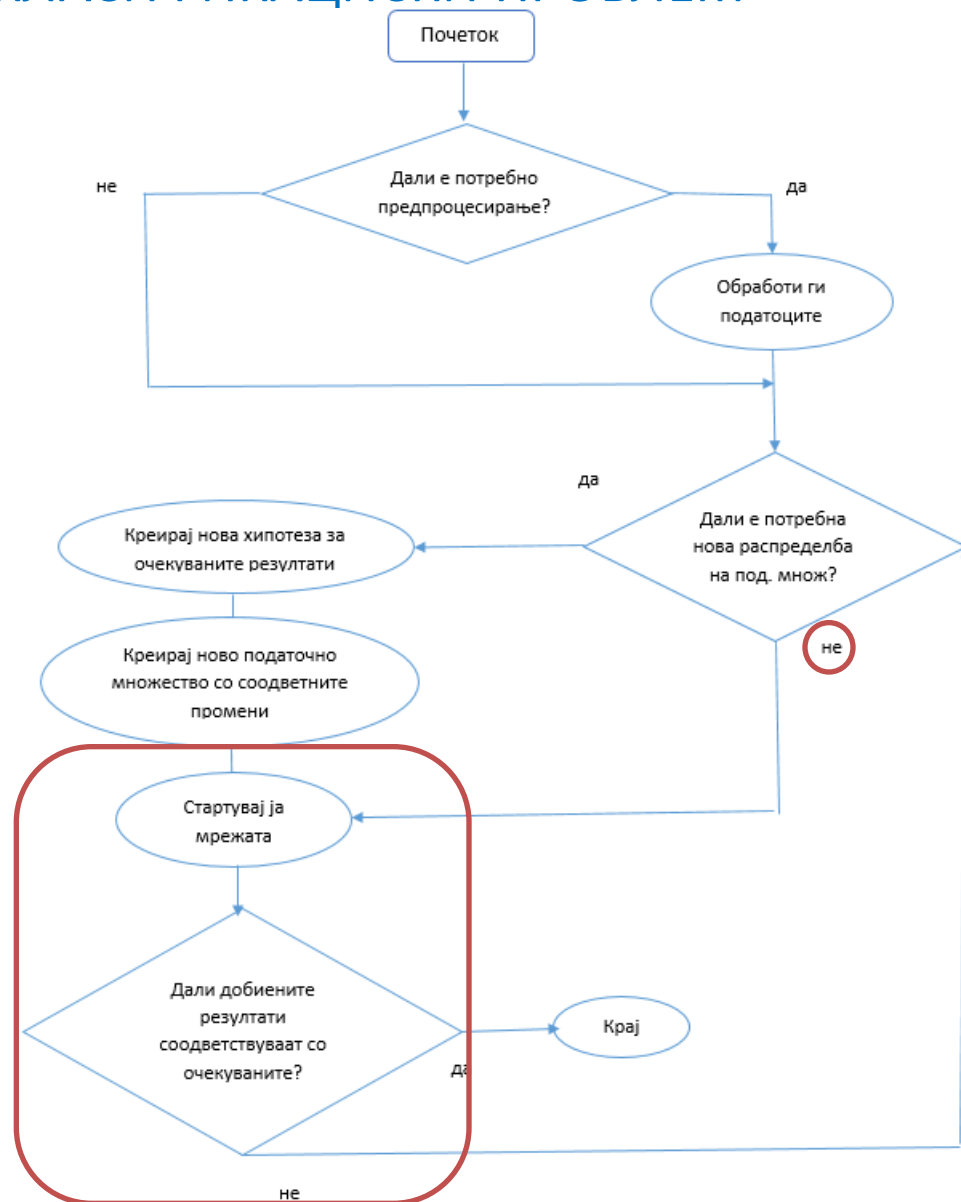 Почеток
Дали е потребно
предпроцесирање?
не
да
Обработи ги
податоците
да
Дали е потребна
нова распределба
на под. множ?
Креирај нова хипотеза за
очекуваните резултати
не
Креирај ново податочно
множество со соодветните
промени
Стартувај ја
мрежата
Дали добиените
резултати
соодветствуваат со
очекуваните?
Крај
да
не